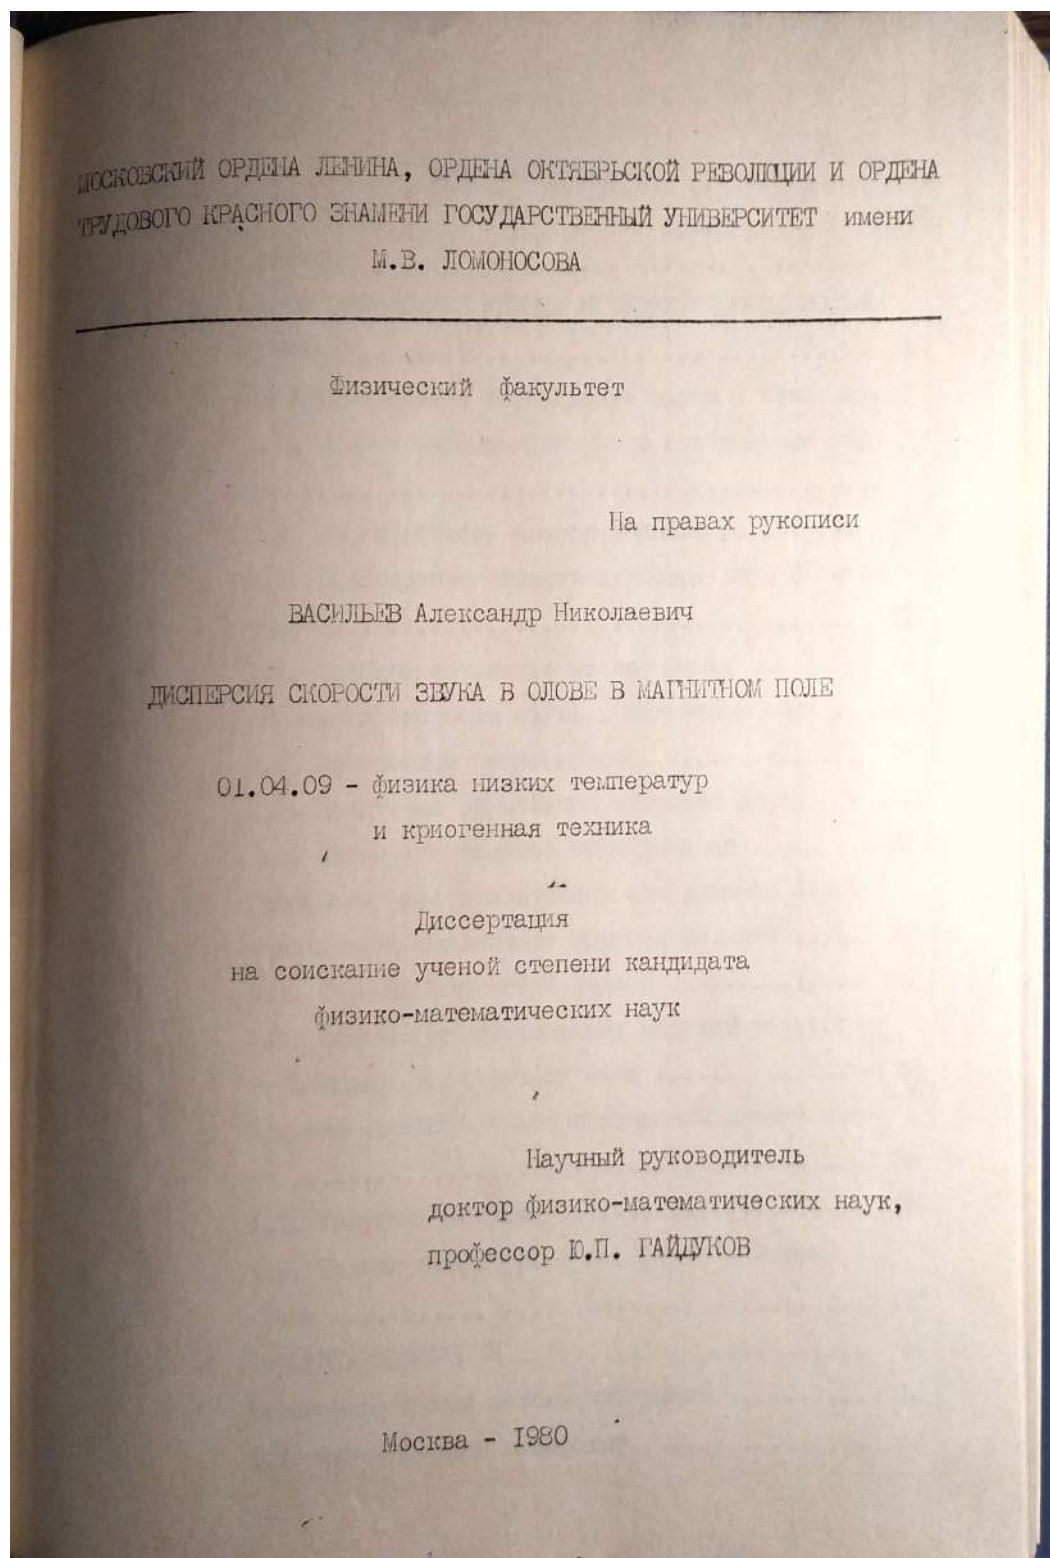 МОСКОВСКИЙ ОРДЕНА ЛЕНИНА, ОРДЕНА ОКТЯБРЬСКОЙ РЕВОЛЮЦИИ И ОРДЕНА
ТРУДОВОГО КРАСНОГО ЗНАМЕНИ ГОСУДАРСТВЕННЫЙ УНИВЕРСИТЕТ имени
М.В. ЛОМОНОСОВА
Физический факультет
На правах рукописи
ВАСИЛЬЕВ Александр Николаевич
ДИСПЕРСИЯ СКОРОСТИ ЗВУКА В ОЛОВЕ В МАГНИТНОМ ПОЛЕ
01.04.09 - физика низких температур
и криогенная техника
Диссертация
на соискание ученой степени кандидата
физико-математических наук
Научный руководитель
доктор физико-математических наук,
профессор Ю.П. ГАЙДУКОВ
Москва - 1980